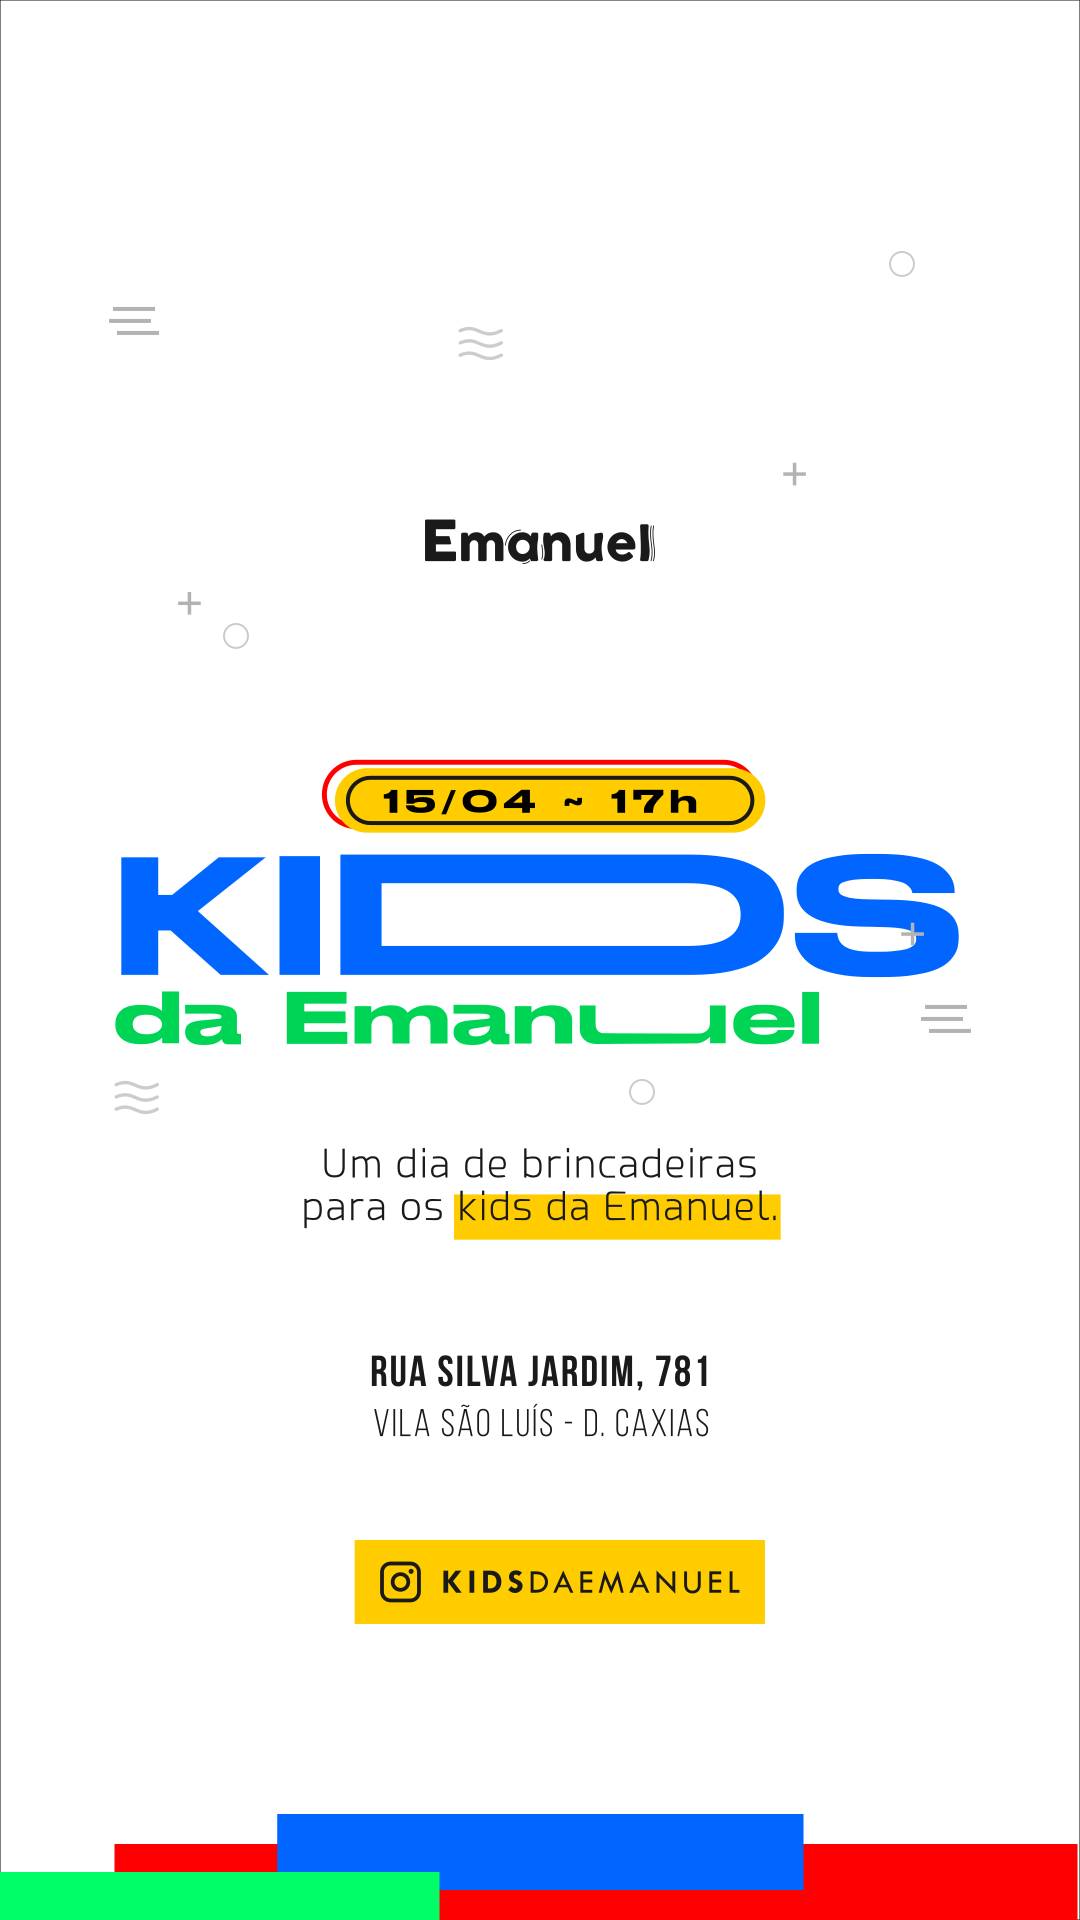 Emanuel
15/04 ~ 17h
KIDS
da Emanuel
Um dia de brincadeiras
para os kids da Emanuel.
RUA SILVA JARDIM, 781
VILA SÃO LUÍS - D. CAXIAS
KIDSDAEMANUEL